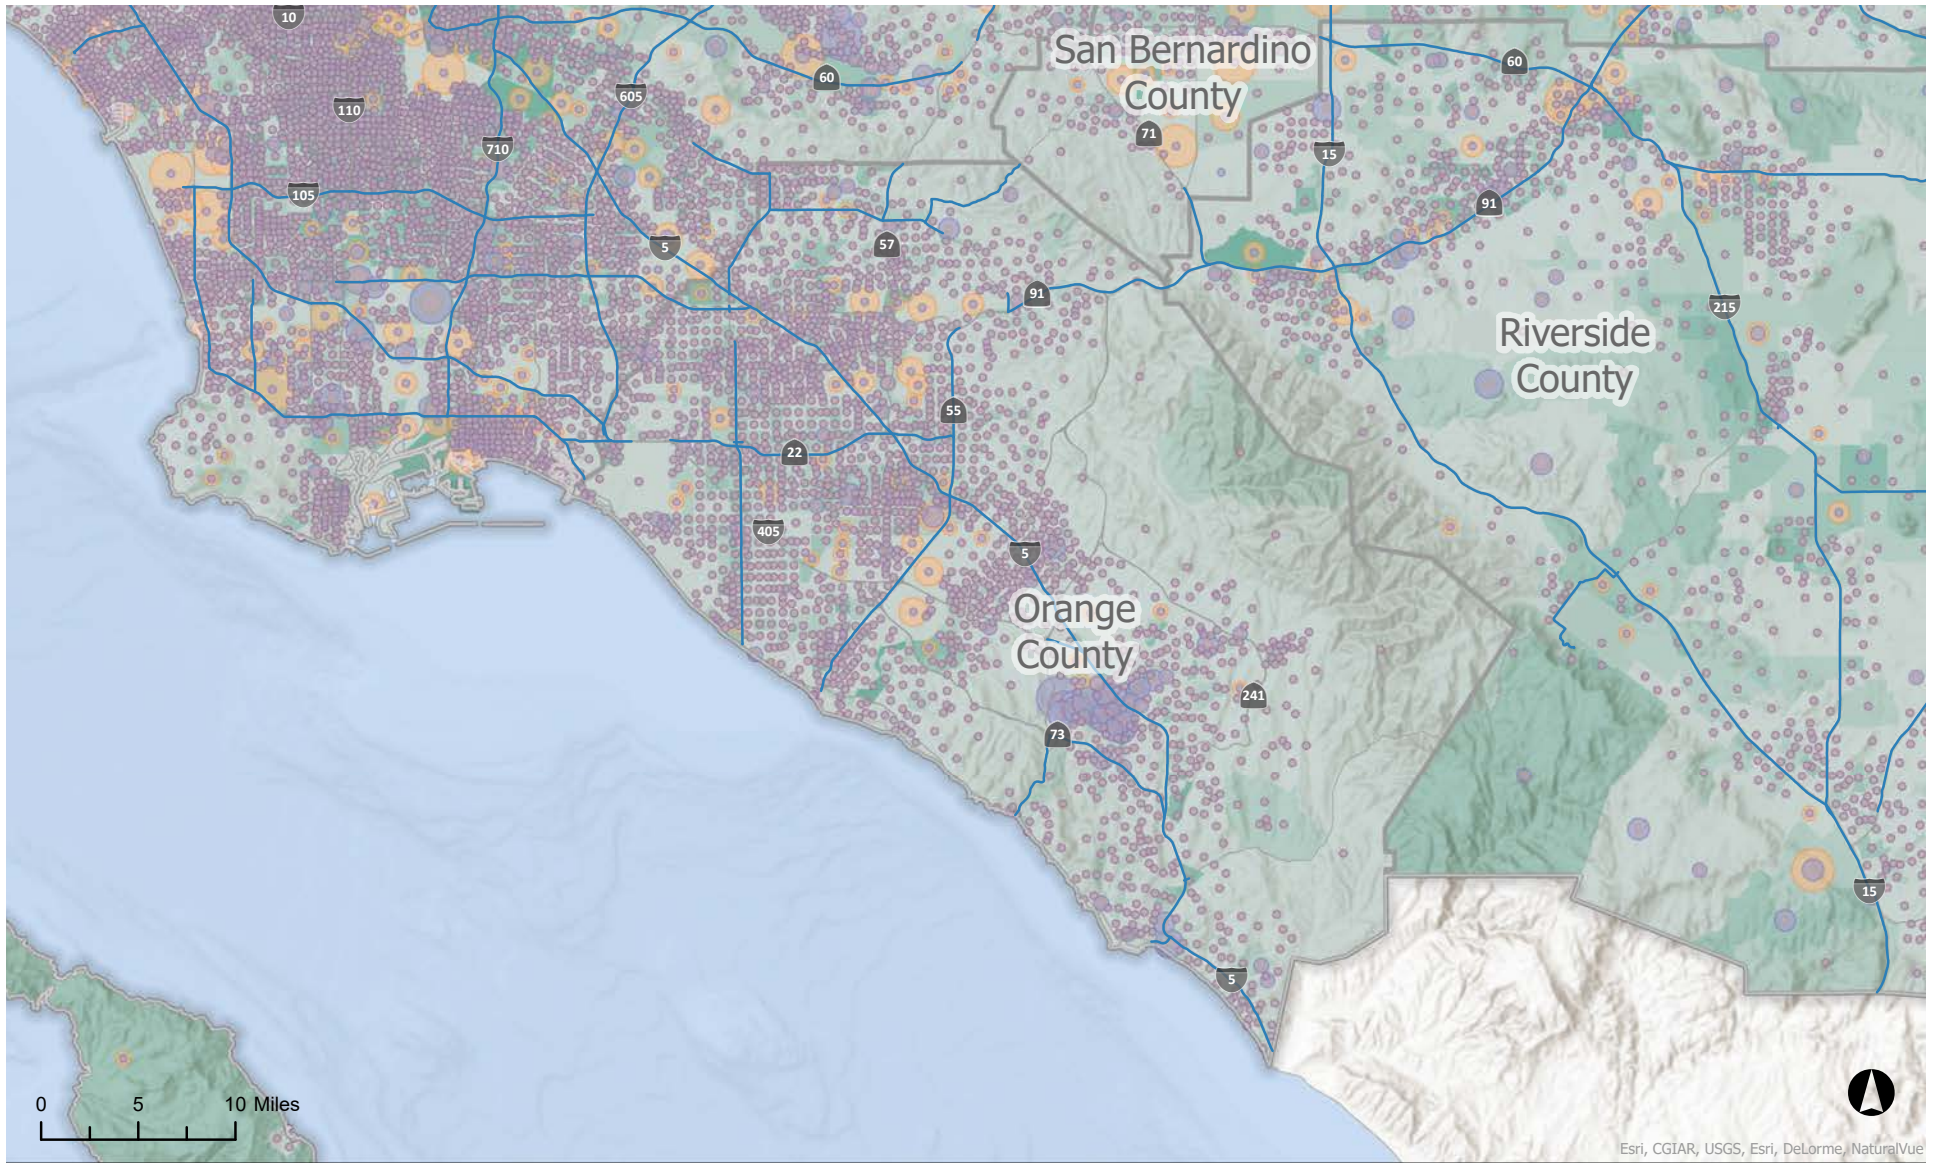 10
San Bernardino
County
60
60
605
110
71
710
15
105
91
57
5
91
215
Riverside
County
55
22
405
5
Orange
County
241
73
15
5
0 5 10 Miles
Esri, CGIAR, USGS, Esri, DeLorme, NaturalVue